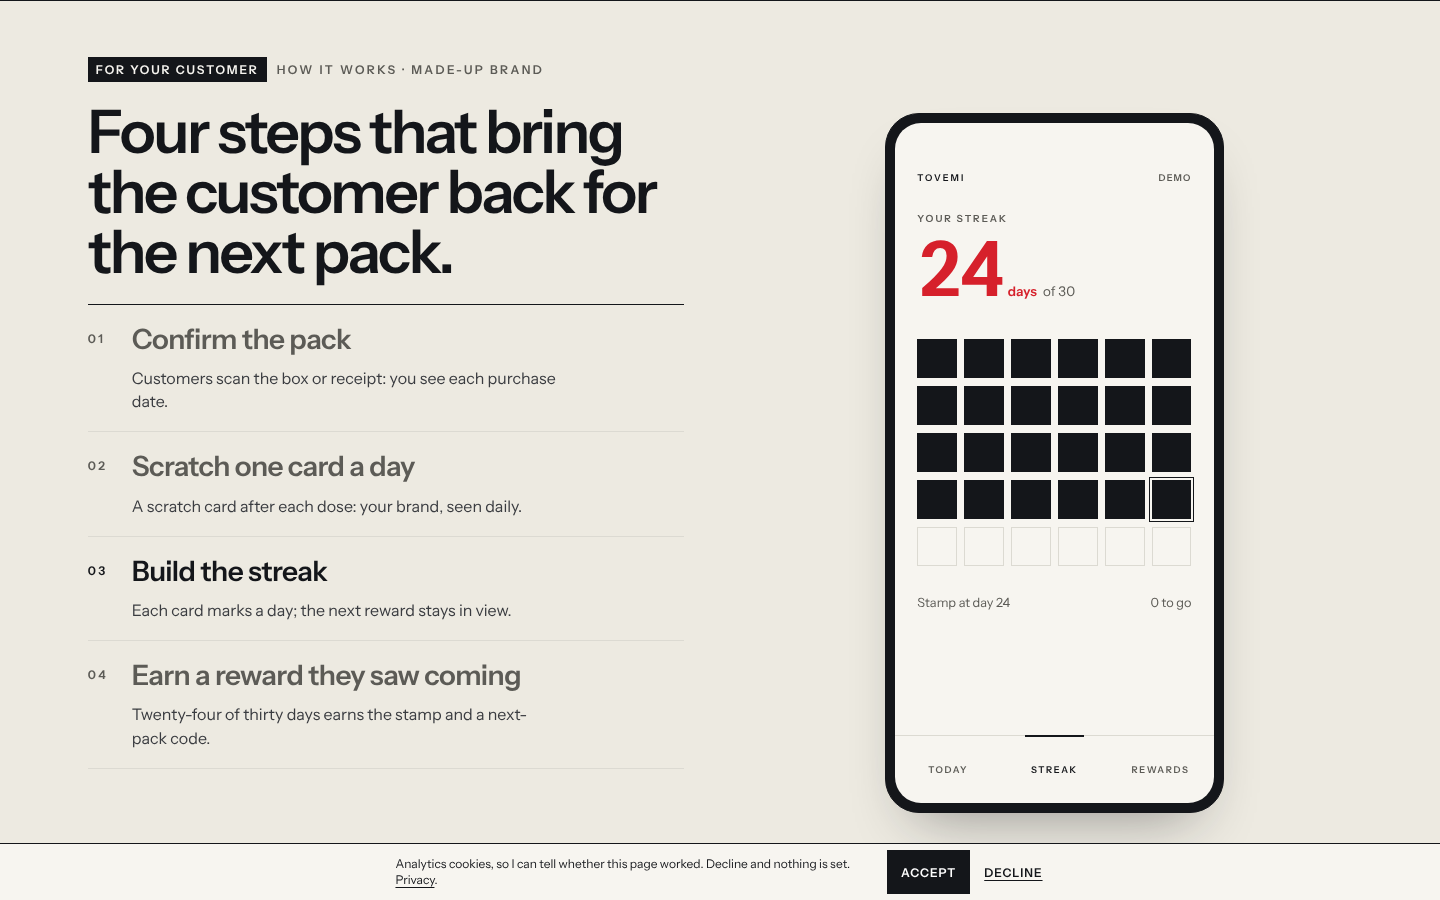 FOR YOUR CUSTOMER HOW IT WORKS · MADE-UP BRAND
Four steps that bring
the customer back for
the next pack.
01 Confirm the pack
Customers scan the box or receipt: you see each purchase
date.
02 Scratch one card a day
A scratch card after each dose: your brand, seen daily.
03 Build the streak
Each card marks a day; the next reward stays in view.
04 Earn a reward they saw coming
Twenty-four of thirty days earns the stamp and a next-
pack code.
TOVEMI DEMO
YOUR STREAK
24 days of 30
Stamp at day 24 0 to go
TODAY STREAK REWARDS
Analytics cookies, so I can tell whether this page worked. Decline and nothing is set.
Privacy.
ACCEPT DECLINE